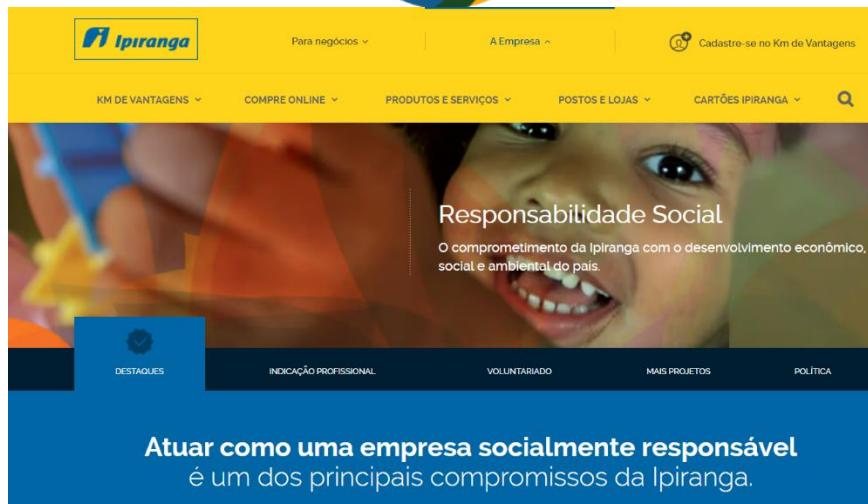 Ipiranga
Para negócios
A Empresa
Cadastre-se no Km de Vantagens
KM DE VANTAGENS
COMPRE ONLINE
PRODUTOS E SERVIÇOS
POSTOS E LOJAS
CARTÕES IPIRANGA
Responsabilidade Social
O comprometimento da Ipiranga com o desenvolvimento econômico,
social e ambiental do país.
DESTAQUES
INDICAÇÃO PROFISSIONAL
VOLUNTARIADO
MAIS PROJETOS
POLÍTICA
Atuar como uma empresa socialmente responsável
é um dos principais compromissos da Ipiranga.